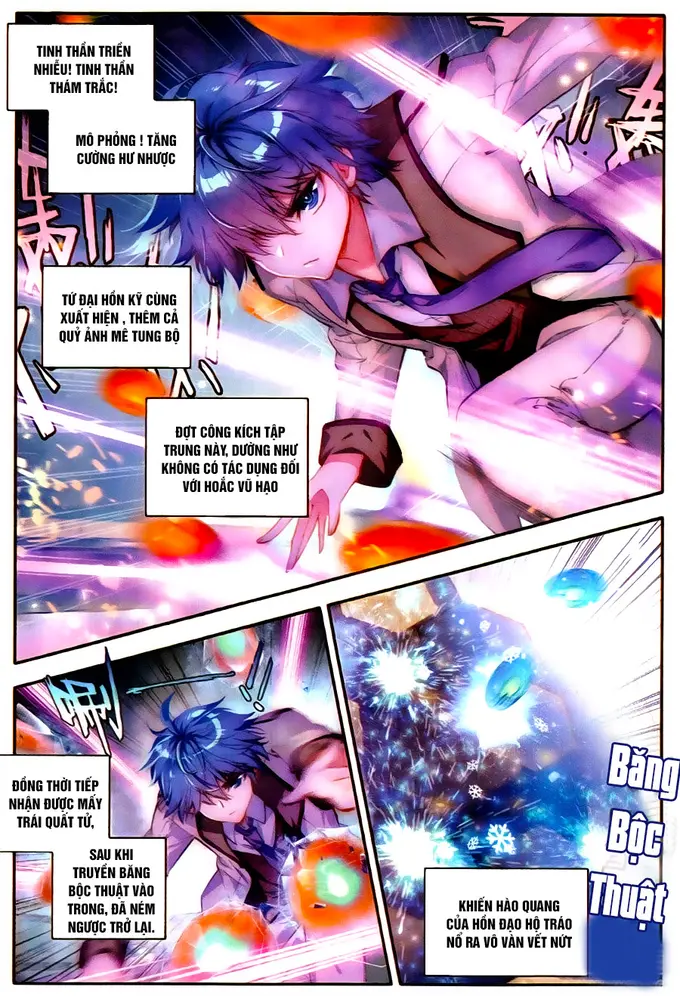 TINH THẦN TRIỀN
NHIỄU! TINH THẦN
THÁM TRẮC!
MÔ PHỎNG ! TĂNG
CƯỜNG HƯ NHƯỢC
TỨ ĐẠI HỒN KỸ CÙNG
XUẤT HIỆN , THÊM CẢ
QUỶ ẢNH MÊ TUNG BỘ
ĐỢT CÔNG KÍCH TẬP
TRUNG NÀY, DƯỜNG NHƯ
KHÔNG CÓ TÁC DỤNG ĐỐI
VỚI HOẮC VŨ HẠO
ĐỒNG THỜI TIẾP
NHẬN ĐƯỢC MẤY
TRÁI QUẤT TỬ,
SAU KHI
TRUYỀN BĂNG
BỘC THUẬT VÀO
TRONG, ĐÃ NÉM
NGƯỢC TRỞ LẠI.
Băng
Bộc
Thuật
KHIẾN HÀO QUANG
CỦA HỒN ĐẠO HỘ TRÁO
NỔ RA VÔ VÀN VẾT NỨT